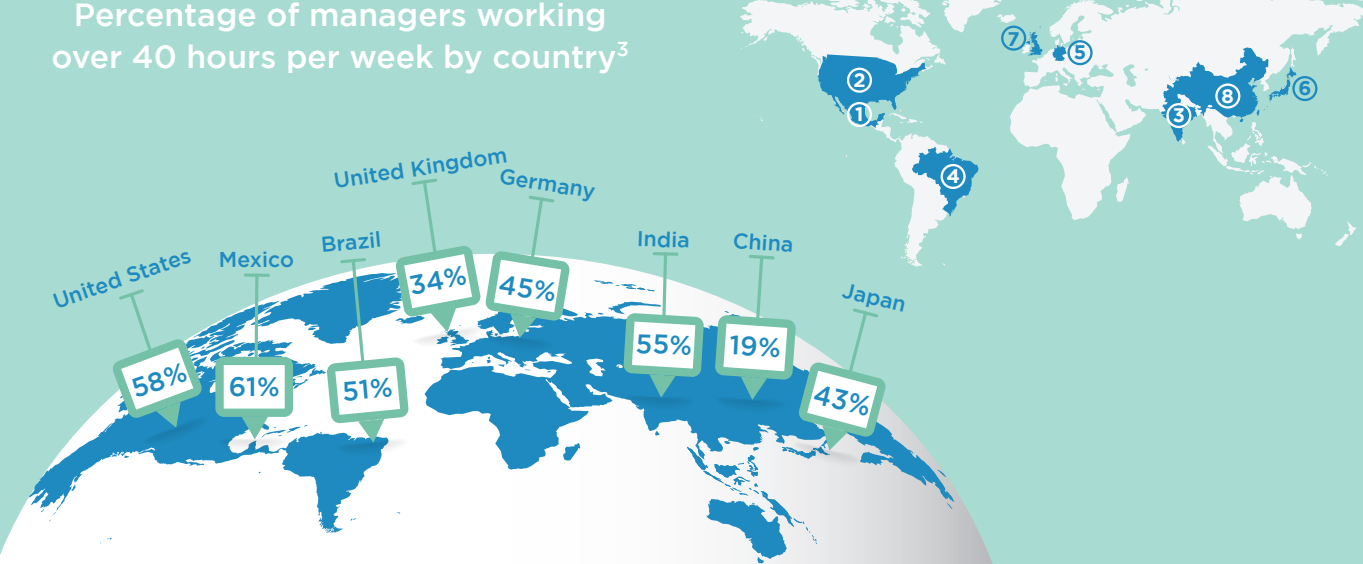 Percentage of managers working
over 40 hours per week by country³
7
5
2
6
8
1
3
4
United Kingdom
Germany
Brazil
India
China
United States
Mexico
Japan
34%
45%
55%
19%
58%
61%
51%
43%